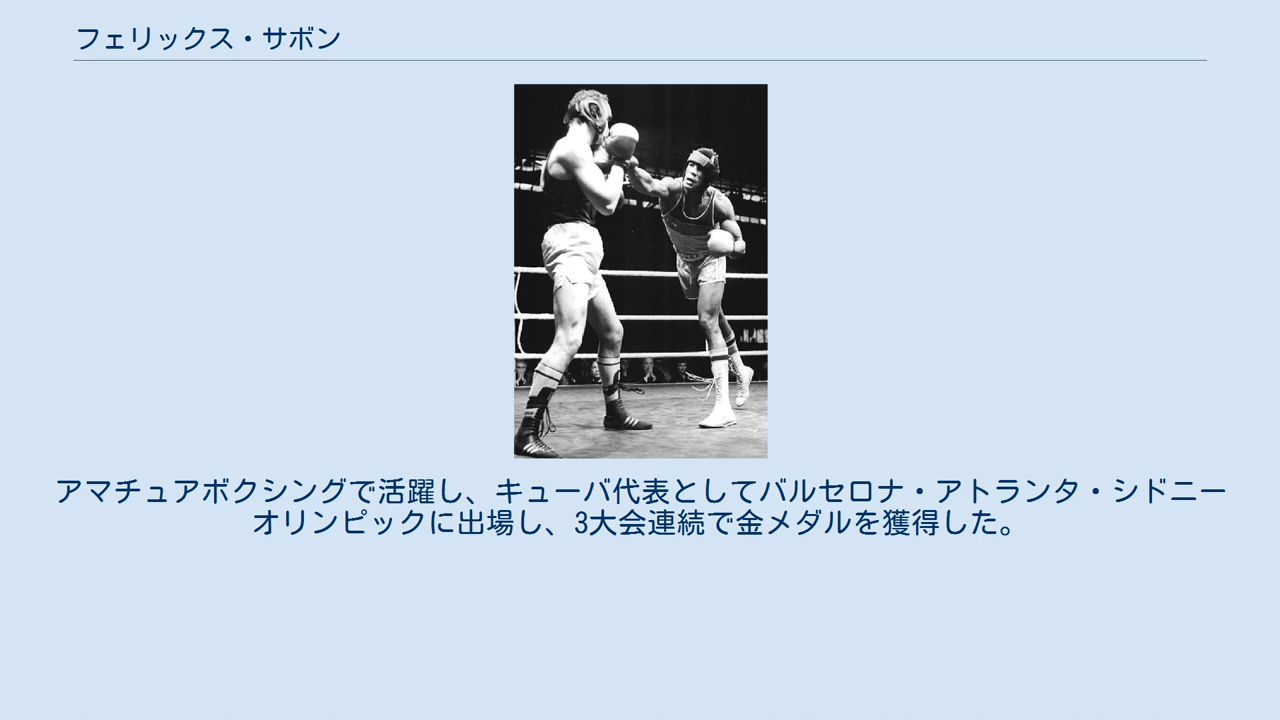 フェリックス・サボン
アマチュアボクシングで活躍し、キューバ代表としてバルセロナ・アトランタ・シドニー
オリンピックに出場し、3大会連続で金メダルを獲得した。